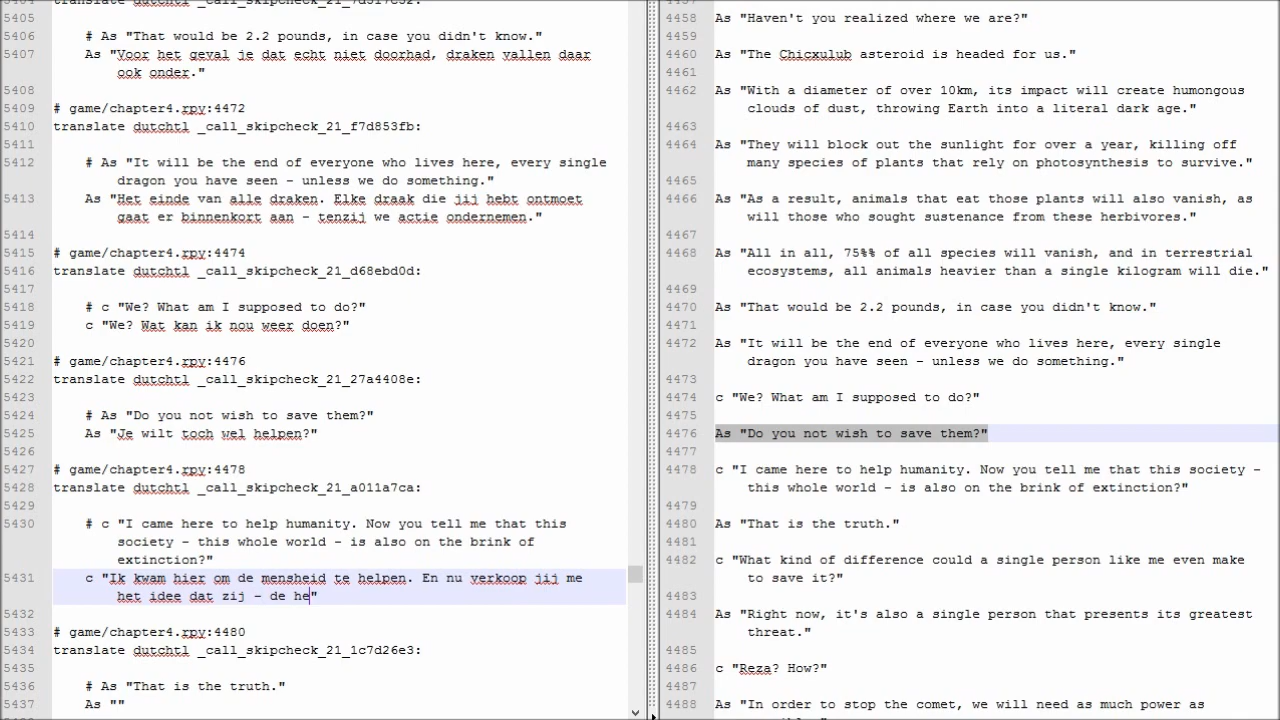 5405
5406 # As "That would be 2.2 pounds, in case you didn't know."
5407 As "Voor het geval je dat echt niet doorhad, draken vallen daar
ook onder."
5408
5409 # game/chapter4.rpy:4472
5410 translate dutchtl _call_skipcheck_21_f7d853fb:
5411
5412 # As "It will be the end of everyone who lives here, every single
dragon you have seen - unless we do something."
5413 As "Het einde van alle draken. Elke draak die jij hebt ontmoet
gaat er binnenkort aan - tenzij we actie ondernemen."
5414
5415 # game/chapter4.rpy:4474
5416 translate dutchtl _call_skipcheck_21_d68ebd0d:
5417
5418 # c "We? What am I supposed to do?"
5419 c "We? Wat kan ik nou weer doen?"
5420
5421 # game/chapter4.rpy:4476
5422 translate dutchtl _call_skipcheck_21_27a4408e:
5423
5424 # As "Do you not wish to save them?"
5425 As "Je wilt toch wel helpen?"
5426
5427 # game/chapter4.rpy:4478
5428 translate dutchtl _call_skipcheck_21_a011a7ca:
5429
5430 # c "I came here to help humanity. Now you tell me that this
society - this whole world - is also on the brink of
extinction?"
5431 c "Ik kwam hier om de mensheid te helpen. En nu verkoop jij me
het idee dat zij - de he"
5432
5433 # game/chapter4.rpy:4480
5434 translate dutchtl _call_skipcheck_21_1c7d26e3:
5435
5436 # As "That is the truth."
5437 As ""
4458 As "Haven't you realized where we are?"
4459
4460 As "The Chicxulub asteroid is headed for us."
4461
4462 As "With a diameter of over 10km, its impact will create humongous
clouds of dust, throwing Earth into a literal dark age."
4463
4464 As "They will block out the sunlight for over a year, killing off
many species of plants that rely on photosynthesis to survive."
4465
4466 As "As a result, animals that eat those plants will also vanish, as
will those who sought sustenance from these herbivores."
4467
4468 As "All in all, 75%% of all species will vanish, and in terrestrial
ecosystems, all animals heavier than a single kilogram will die."
4469
4470 As "That would be 2.2 pounds, in case you didn't know."
4471
4472 As "It will be the end of everyone who lives here, every single
dragon you have seen - unless we do something."
4473
4474 c "We? What am I supposed to do?"
4475
4476 As "Do you not wish to save them?"
4477
4478 c "I came here to help humanity. Now you tell me that this society -
this whole world - is also on the brink of extinction?"
4479
4480 As "That is the truth."
4481
4482 c "What kind of difference could a single person like me even make
to save it?"
4483
4484 As "Right now, it's also a single person that presents its greatest
threat."
4485
4486 c "Reza? How?"
4487
4488 As "In order to stop the comet, we will need as much power as